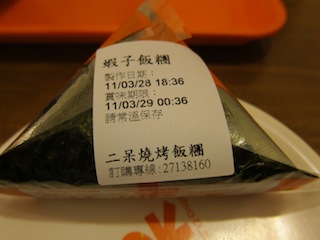 蝦子飯糰
製作日期：
11/03/28 18:36
賞味期限：
11/03/29 00:36
請常溫保存
二呆燒烤飯糰
訂購專線:27138160